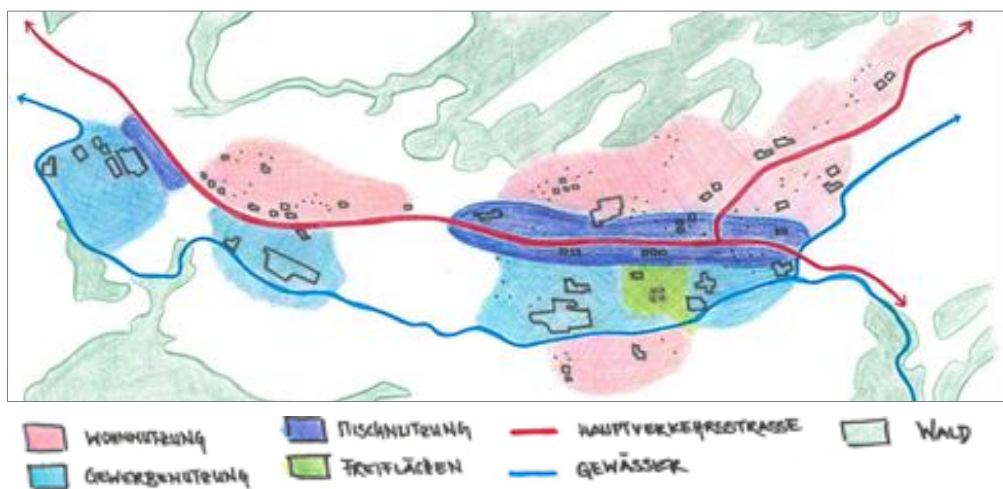 WOHNNUTZUNG
MISCHNUTZUNG
HAUPTVERKEHRSSTRASSE
WALD
GEWERBENUTZUNG
FREIFLÄCHEN
GEWÄSSER